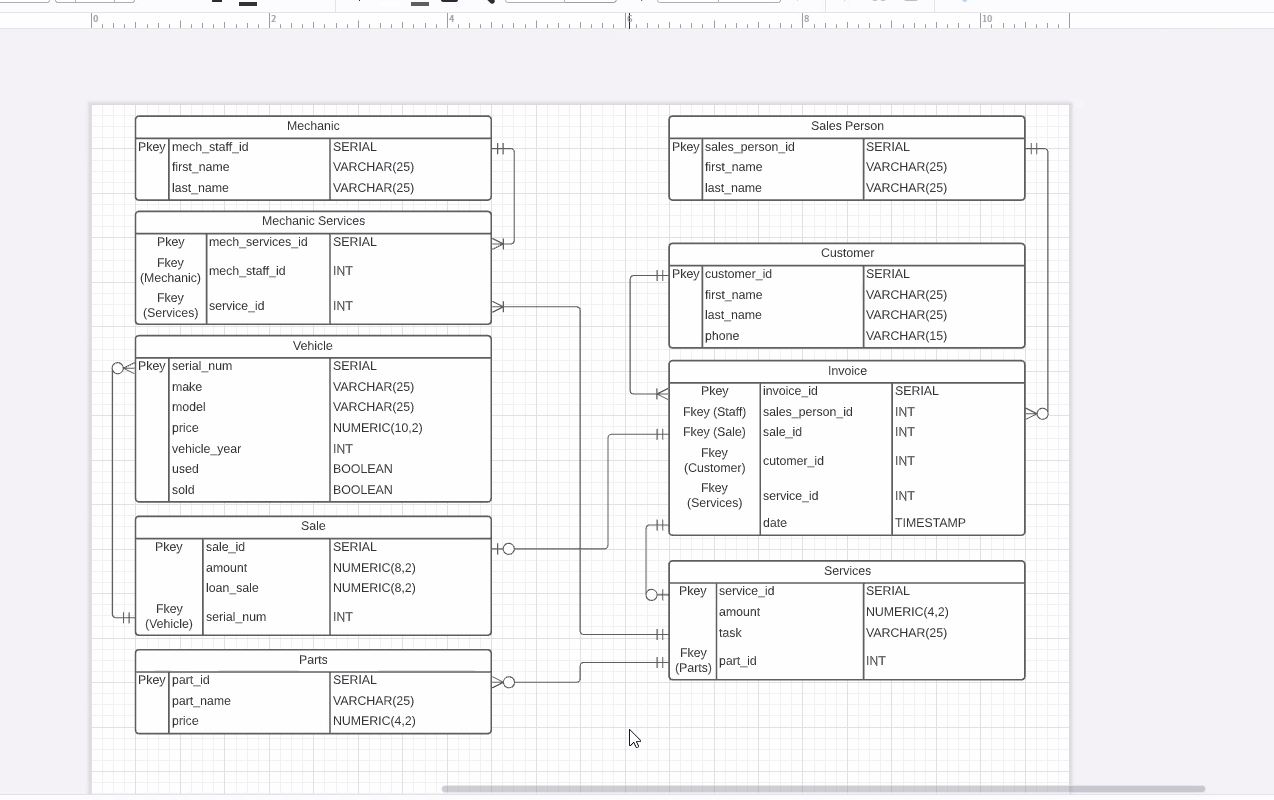 0 2 4 6 8 10
Mechanic
Pkey mech_staff_id SERIAL
first_name VARCHAR(25)
last_name VARCHAR(25)
Mechanic Services
Pkey mech_services_id SERIAL
Fkey
(Mechanic) mech_staff_id INT
Fkey
(Services) service_id INT
Vehicle
Pkey serial_num SERIAL
make VARCHAR(25)
model VARCHAR(25)
price NUMERIC(10,2)
vehicle_year INT
used BOOLEAN
sold BOOLEAN
Sale
Pkey sale_id SERIAL
amount NUMERIC(8,2)
loan_sale NUMERIC(8,2)
Fkey
(Vehicle) serial_num INT
Parts
Pkey part_id SERIAL
part_name VARCHAR(25)
price NUMERIC(4,2)
Sales Person
Pkey sales_person_id SERIAL
first_name VARCHAR(25)
last_name VARCHAR(25)
Customer
Pkey customer_id SERIAL
first_name VARCHAR(25)
last_name VARCHAR(25)
phone VARCHAR(15)
Invoice
Pkey invoice_id SERIAL
Fkey (Staff) sales_person_id INT
Fkey (Sale) sale_id INT
Fkey
(Customer) cutomer_id INT
Fkey
(Services) service_id INT
date TIMESTAMP
Services
Pkey service_id SERIAL
amount NUMERIC(4,2)
task VARCHAR(25)
Fkey
(Parts) part_id INT